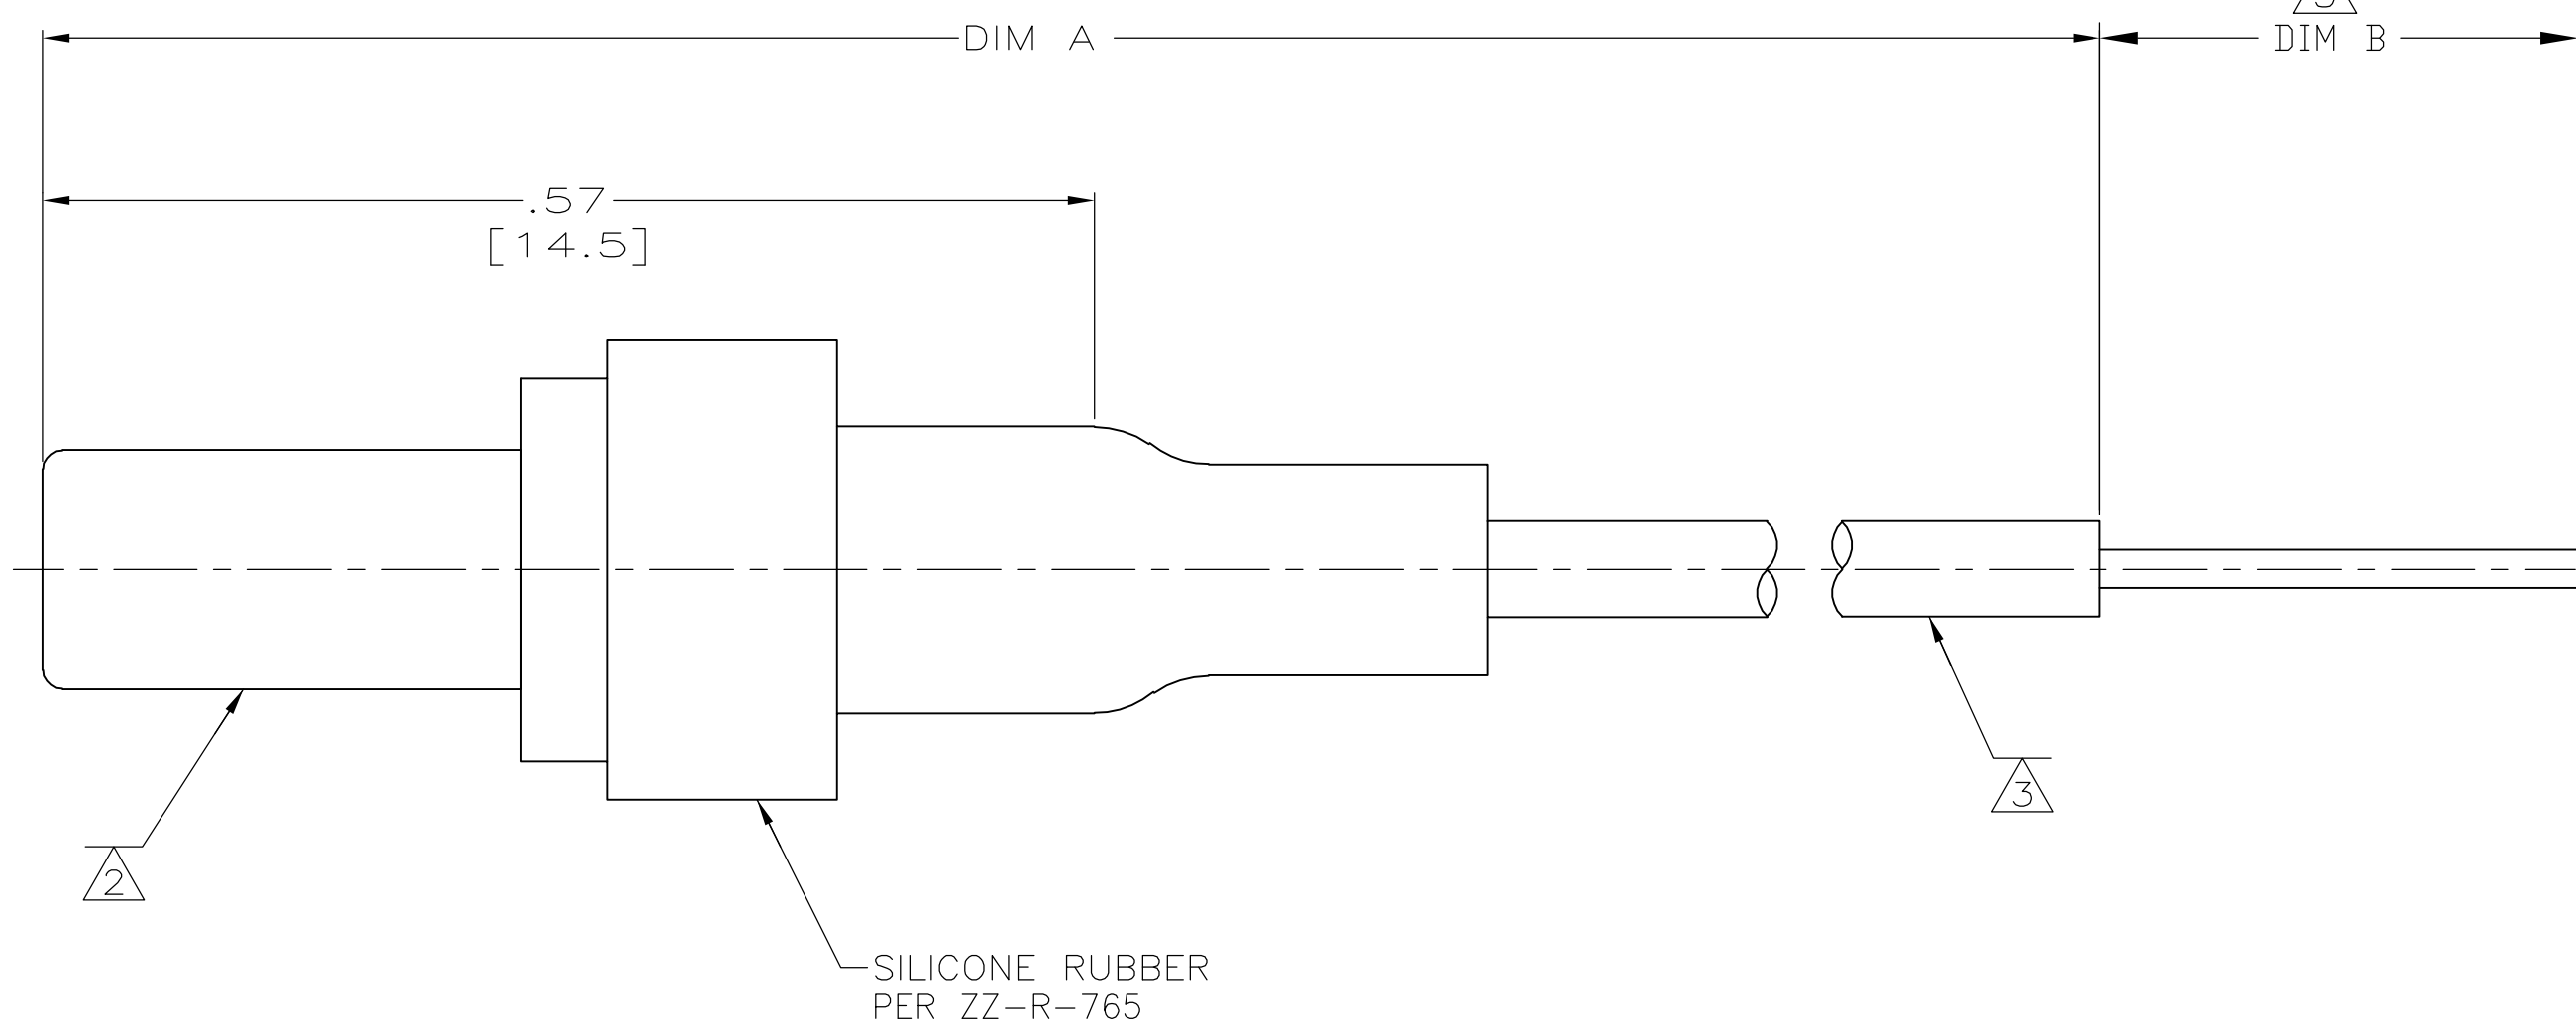 DIM A
DIM B
.57
[14.5]
2
3
SILICONE RUBBER
PER ZZ-R-765